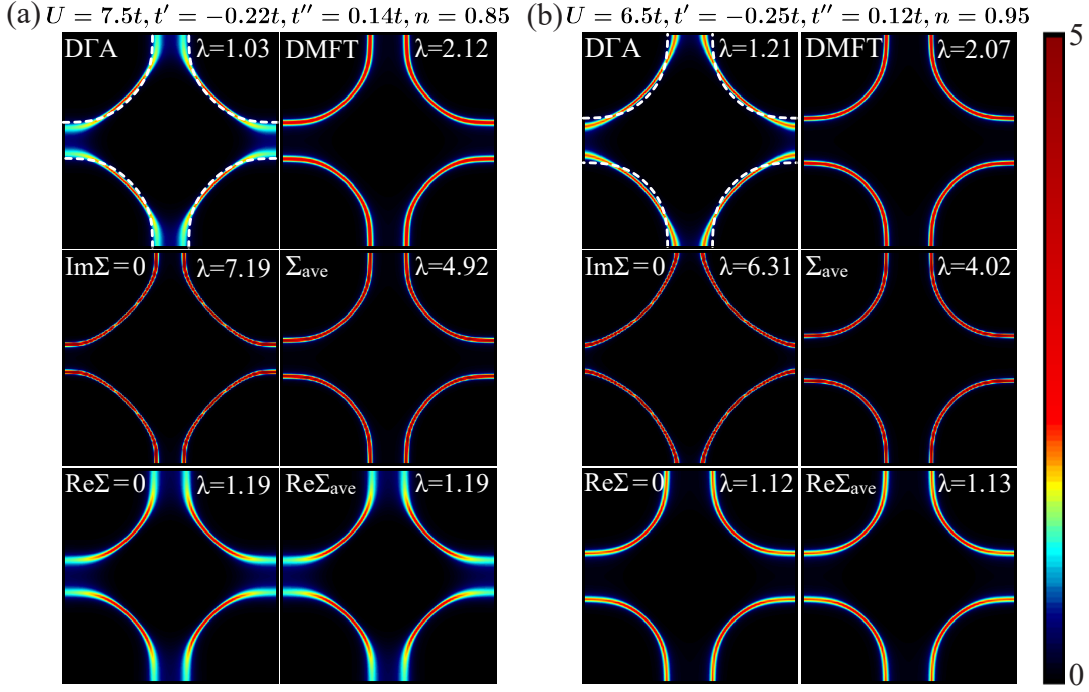 (a) U = 7.5t, t′ = −0.22t, t′′ = 0.14t, n = 0.85
(b) U = 6.5t, t′ = −0.25t, t′′ = 0.12t, n = 0.95
DΓA λ=1.03 DMFT λ=2.12
DΓA λ=1.21 DMFT λ=2.07
5
ImΣ=0 λ=7.19 Σave λ=4.92
ImΣ=0 λ=6.31 Σave λ=4.02
ReΣ=0 λ=1.19 ReΣave λ=1.19
ReΣ=0 λ=1.12 ReΣave λ=1.13
0